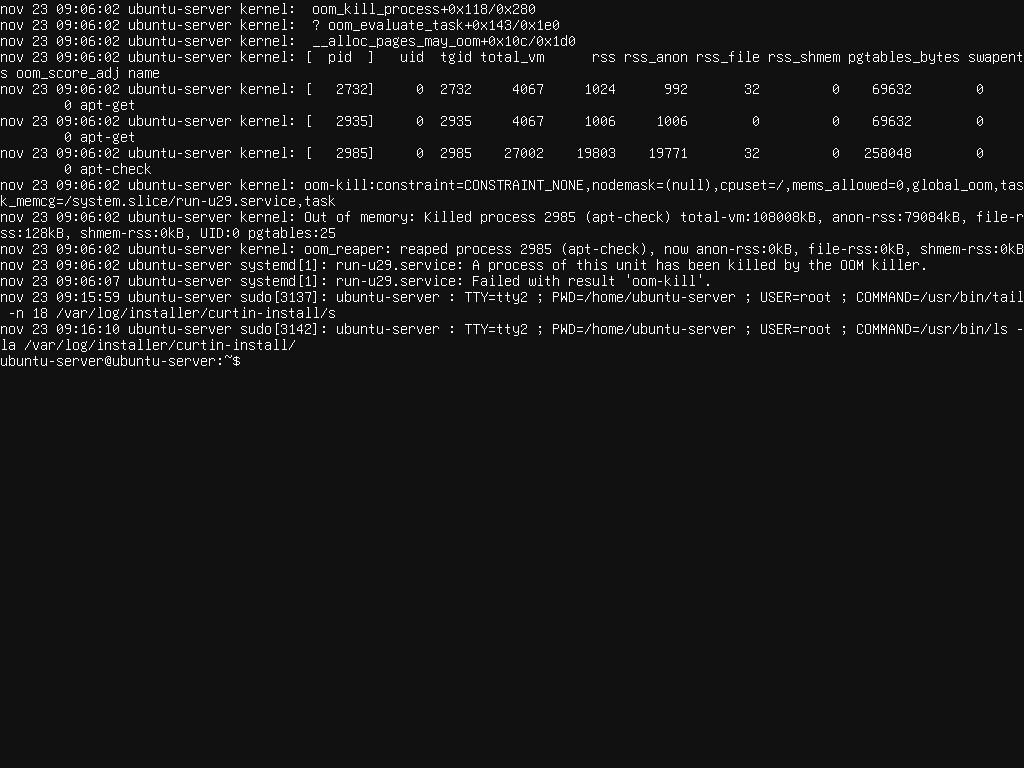 nov 23 09:06:02 ubuntu-server kernel:  oom_kill_process+0x118/0x280
nov 23 09:06:02 ubuntu-server kernel:  ? oom_evaluate_task+0x143/0x1e0
nov 23 09:06:02 ubuntu-server kernel:  __alloc_pages_may_oom+0x10c/0x1d0
nov 23 09:06:02 ubuntu-server kernel: [  pid  ]   uid  tgid total_vm      rss rss_anon rss_file rss_shmem pgtables_bytes swapent
s oom_score_adj name
nov 23 09:06:02 ubuntu-server kernel: [   2732]     0  2732     4067     1024      992       32         0    69632        0
        0 apt-get
nov 23 09:06:02 ubuntu-server kernel: [   2935]     0  2935     4067     1006     1006        0         0    69632        0
        0 apt-get
nov 23 09:06:02 ubuntu-server kernel: [   2985]     0  2985    27002    19803    19771       32         0   258048        0
        0 apt-check
nov 23 09:06:02 ubuntu-server kernel: oom-kill:constraint=CONSTRAINT_NONE,nodemask=(null),cpuset=/,mems_allowed=0,global_oom,tas
k_memcg=/system.slice/run-u29.service,task
nov 23 09:06:02 ubuntu-server kernel: Out of memory: Killed process 2985 (apt-check) total-vm:108008kB, anon-rss:79084kB, file-r
ss:128kB, shmem-rss:0kB, UID:0 pgtables:25
nov 23 09:06:02 ubuntu-server kernel: oom_reaper: reaped process 2985 (apt-check), now anon-rss:0kB, file-rss:0kB, shmem-rss:0kB
nov 23 09:06:02 ubuntu-server systemd[1]: run-u29.service: A process of this unit has been killed by the OOM killer.
nov 23 09:06:07 ubuntu-server systemd[1]: run-u29.service: Failed with result 'oom-kill'.
nov 23 09:15:59 ubuntu-server sudo[3137]: ubuntu-server : TTY=tty2 ; PWD=/home/ubuntu-server ; USER=root ; COMMAND=/usr/bin/tail
 -n 18 /var/log/installer/curtin-install/s
nov 23 09:16:10 ubuntu-server sudo[3142]: ubuntu-server : TTY=tty2 ; PWD=/home/ubuntu-server ; USER=root ; COMMAND=/usr/bin/ls -
la /var/log/installer/curtin-install/
ubuntu-server@ubuntu-server:~$